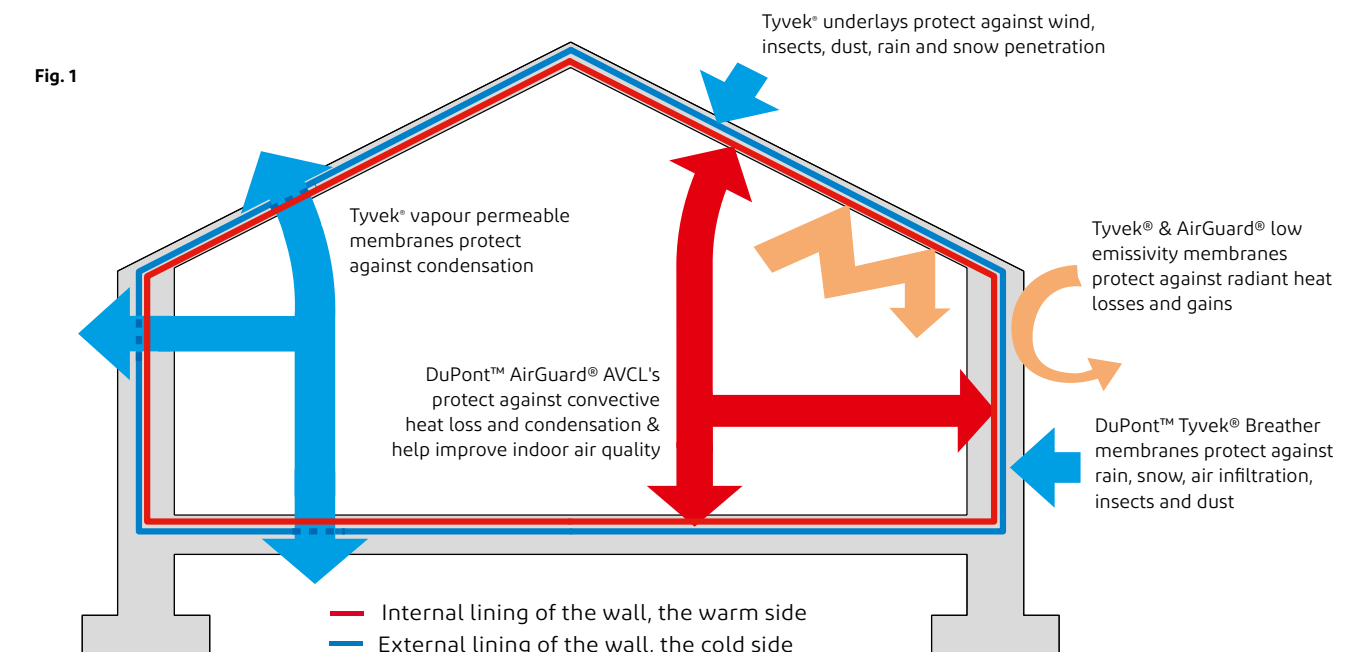 Fig. 1
Tyvek® underlays protect against wind,
insects, dust, rain and snow penetration
Tyvek® vapour permeable
membranes protect
against condensation
Tyvek® & AirGuard® low
emissivity membranes
protect against radiant heat
losses and gains
DuPont™ AirGuard® AVCL's
protect against convective
heat loss and condensation &
help improve indoor air quality
DuPont™ Tyvek® Breather
membranes protect against
rain, snow, air infiltration,
insects and dust
Internal lining of the wall, the warm side
External lining of the wall, the cold side